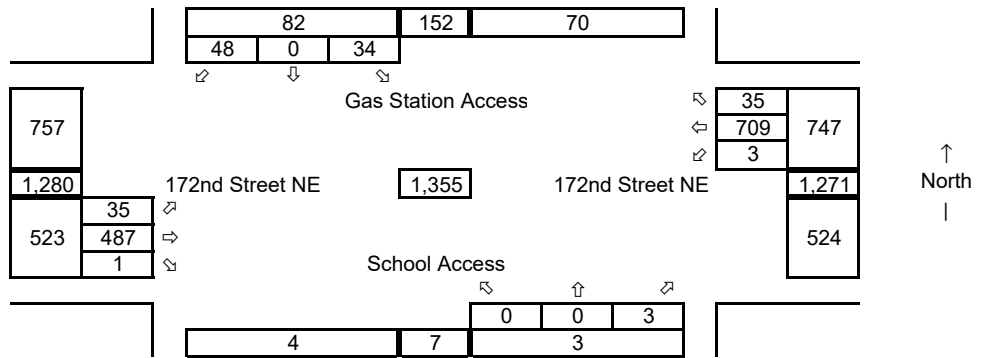 82 152 70
48 0 34
⬃ ⇩ ⬂
Gas Station Access
⬁ 35
757 ⇦ 709 747
⬃ 3 ↑
1,280 172nd Street NE 1,355 172nd Street NE 1,271 North
35 ⬀ |
523 487 ⇨ 524
1 ⬂ School Access
⬁ ⇧ ⬀
0 0 3
4 7 3